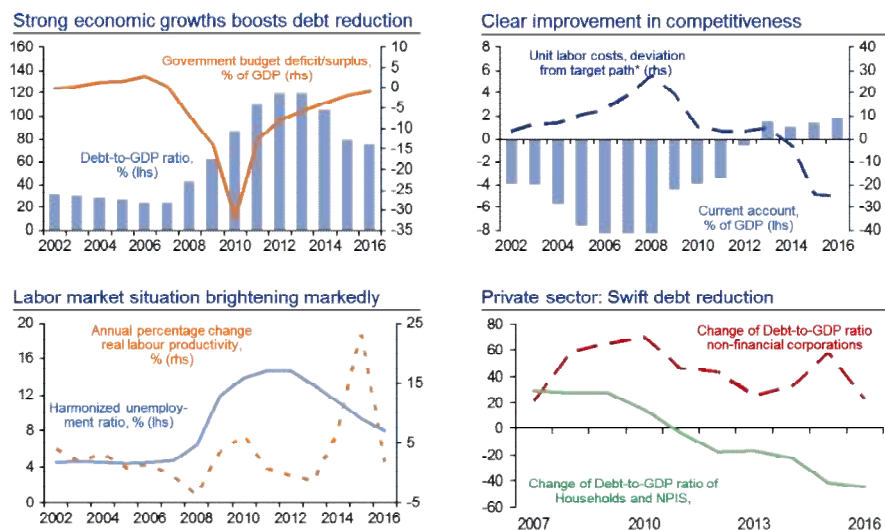 Strong economic growths boosts debt reduction
160
140
120
100
80
60
40
20
0
Government budget deficit/surplus,
% of GDP (rhs)
Debt-to-GDP ratio,
% (lhs)
10
5
0
-5
-10
-15
-20
-25
-30
-35
2002 2004 2006 2008 2010 2012 2014 2016
Clear improvement in competitiveness
8
6
4
2
0
-2
-4
-6
-8
Unit labor costs, deviation
from target path* (rhs)
Current account,
% of GDP (lhs)
40
30
20
10
0
-10
-20
-30
-40
2002 2004 2006 2008 2010 2012 2014 2016
Labor market situation brightening markedly
20
16
12
8
4
0
Annual percentage change
real labour productivity,
% (rhs)
Harmonized unemploy-
ment ratio, % (lhs)
25
15
5
-5
2002 2004 2006 2008 2010 2012 2014 2016
Private sector: Swift debt reduction
80
60
40
20
0
-20
-40
-60
Change of Debt-to-GDP ratio
non-financial corporations
Change of Debt-to-GDP ratio of
Households and NPIS,
2007 2010 2013 2016